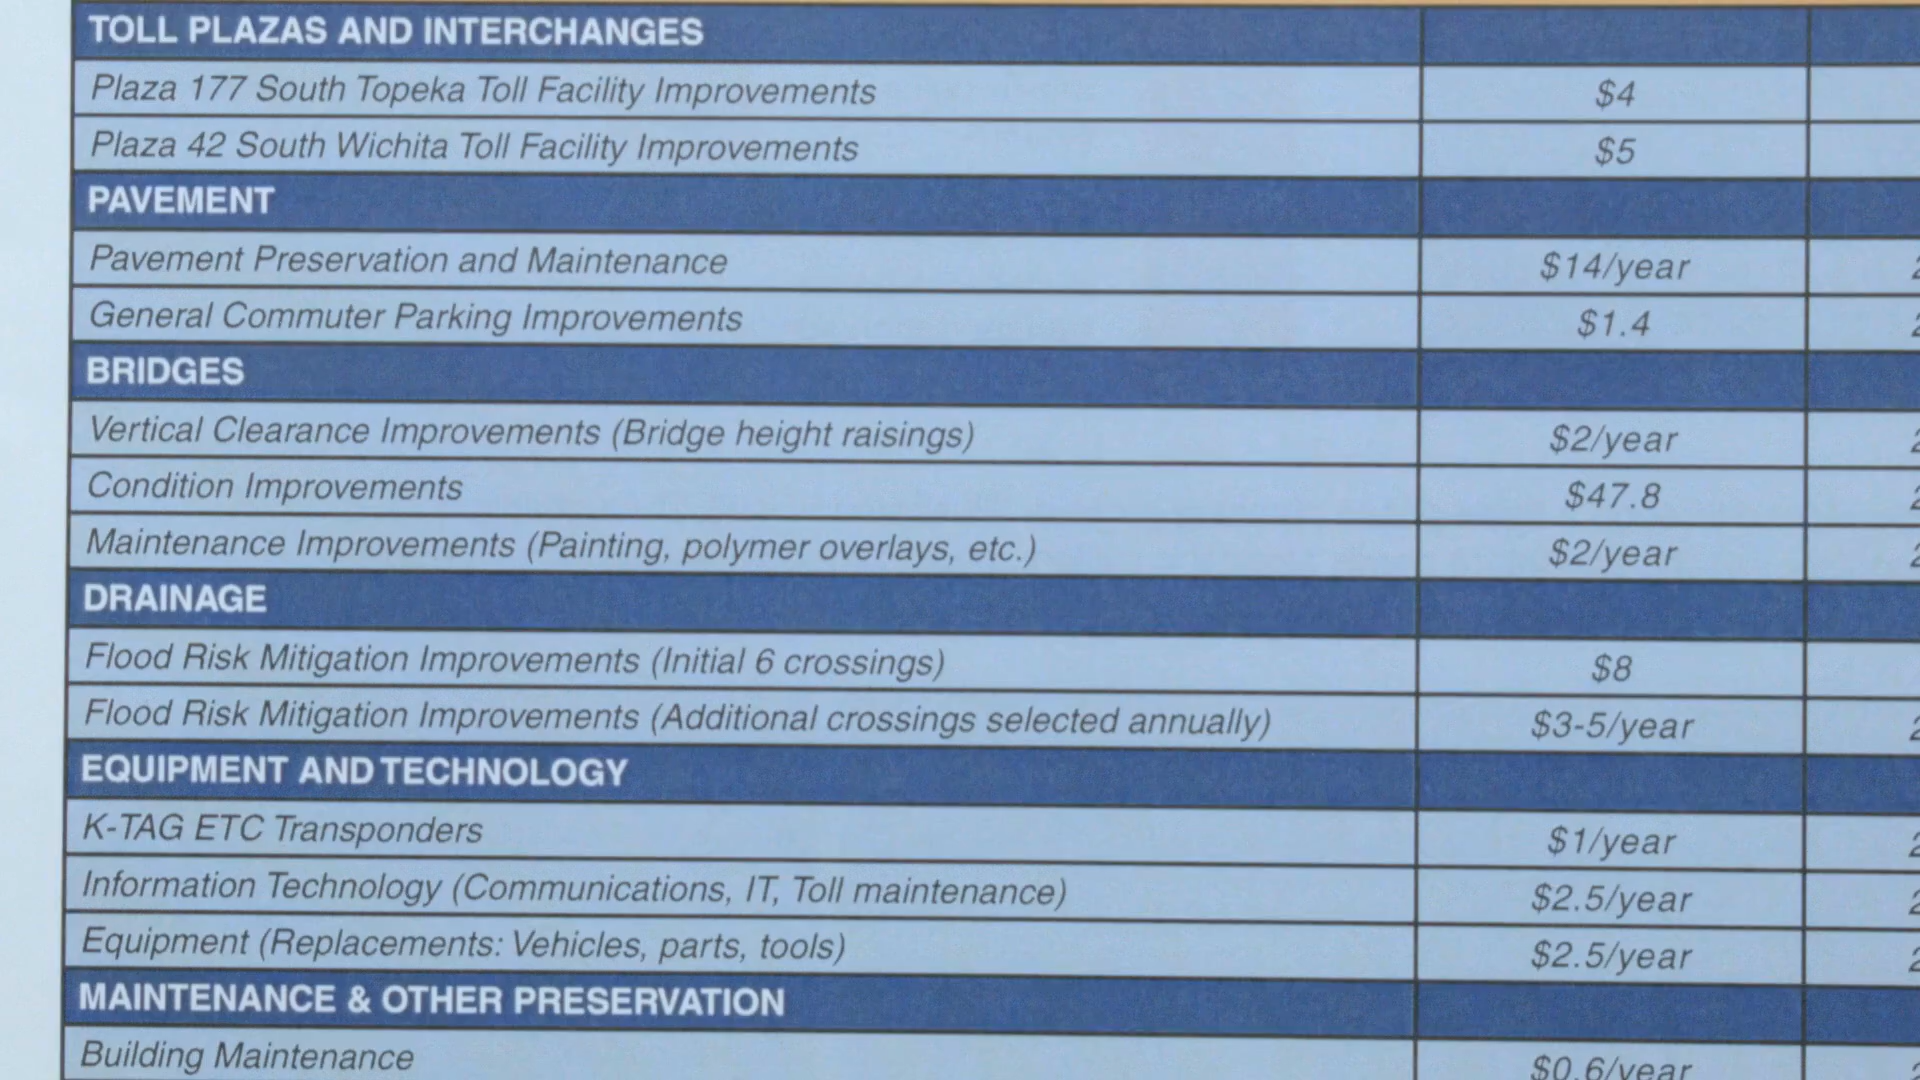 TOLL PLAZAS AND INTERCHANGES
Plaza 177 South Topeka Toll Facility Improvements $4
Plaza 42 South Wichita Toll Facility Improvements $5
PAVEMENT
Pavement Preservation and Maintenance $14/year
General Commuter Parking Improvements $1.4
BRIDGES
Vertical Clearance Improvements (Bridge height raisings) $2/year
Condition Improvements $47.8
Maintenance Improvements (Painting, polymer overlays, etc.) $2/year
DRAINAGE
Flood Risk Mitigation Improvements (Initial 6 crossings) $8
Flood Risk Mitigation Improvements (Additional crossings selected annually) $3-5/year
EQUIPMENT AND TECHNOLOGY
K-TAG ETC Transponders $1/year
Information Technology (Communications, IT, Toll maintenance) $2.5/year
Equipment (Replacements: Vehicles, parts, tools) $2.5/year
MAINTENANCE & OTHER PRESERVATION
Building Maintenance $0.6/year